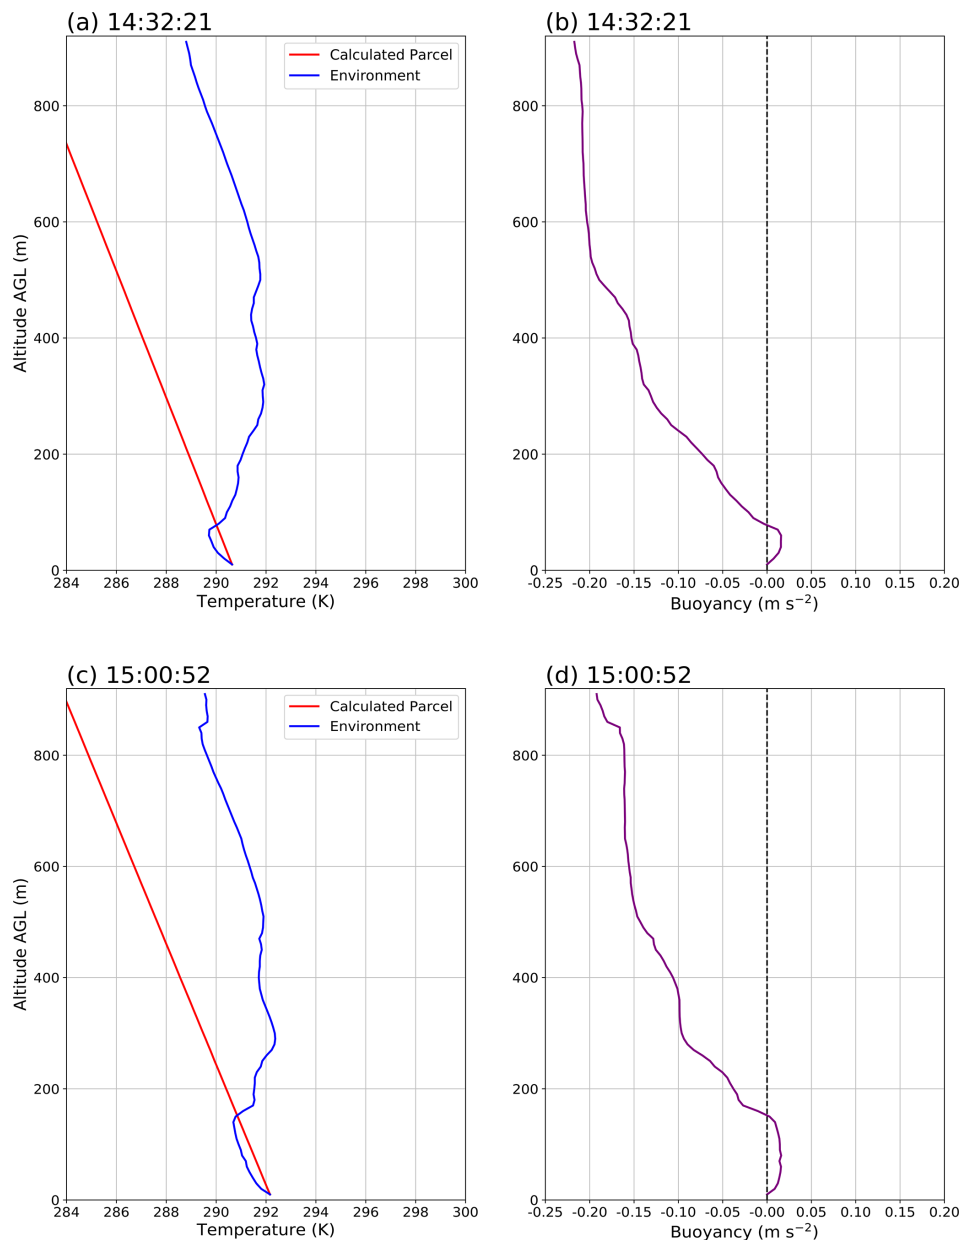 (a) 14:32:21
Calculated Parcel
Environment
800
600
400
200
0
Altitude AGL (m)
284 286 288 290 292 294 296 298 300
Temperature (K)
(b) 14:32:21
800
600
400
200
0
-0.25 -0.20 -0.15 -0.10 -0.05 -0.00 0.05 0.10 0.15 0.20
Buoyancy (m s⁻²)
(c) 15:00:52
Calculated Parcel
Environment
800
600
400
200
0
Altitude AGL (m)
284 286 288 290 292 294 296 298 300
Temperature (K)
(d) 15:00:52
800
600
400
200
0
-0.25 -0.20 -0.15 -0.10 -0.05 -0.00 0.05 0.10 0.15 0.20
Buoyancy (m s⁻²)